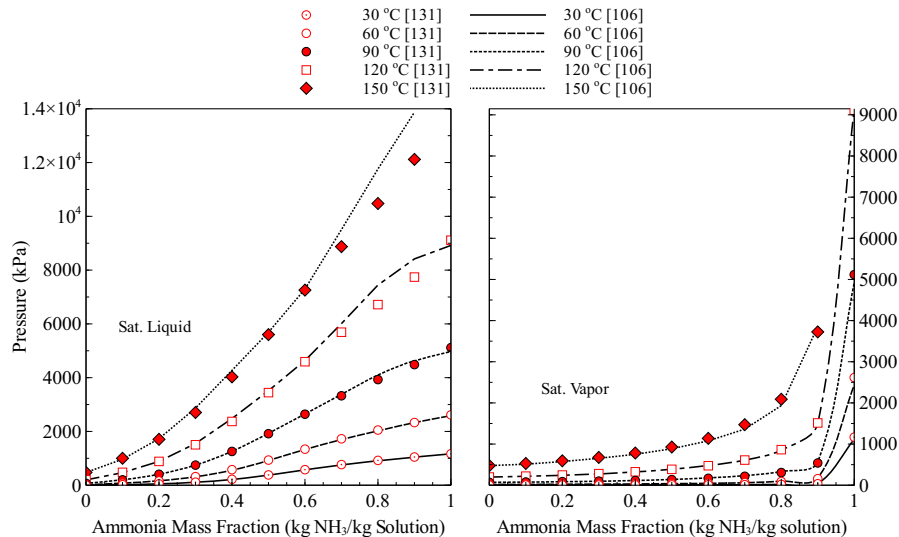 30 °C [131] 30 °C [106]
60 °C [131] 60 °C [106]
90 °C [131] 90 °C [106]
120 °C [131] 120 °C [106]
150 °C [131] 150 °C [106]
1.4×10⁴
1.2×10⁴
10⁴
8000
6000
4000
2000
0
Pressure (kPa)
Sat. Liquid
0 0.2 0.4 0.6 0.8 1
Ammonia Mass Fraction (kg NH₃/kg Solution)
9000
8000
7000
6000
5000
4000
3000
2000
1000
0
Sat. Vapor
0 0.2 0.4 0.6 0.8 1
Ammonia Mass Fraction (kg NH₃/kg solution)